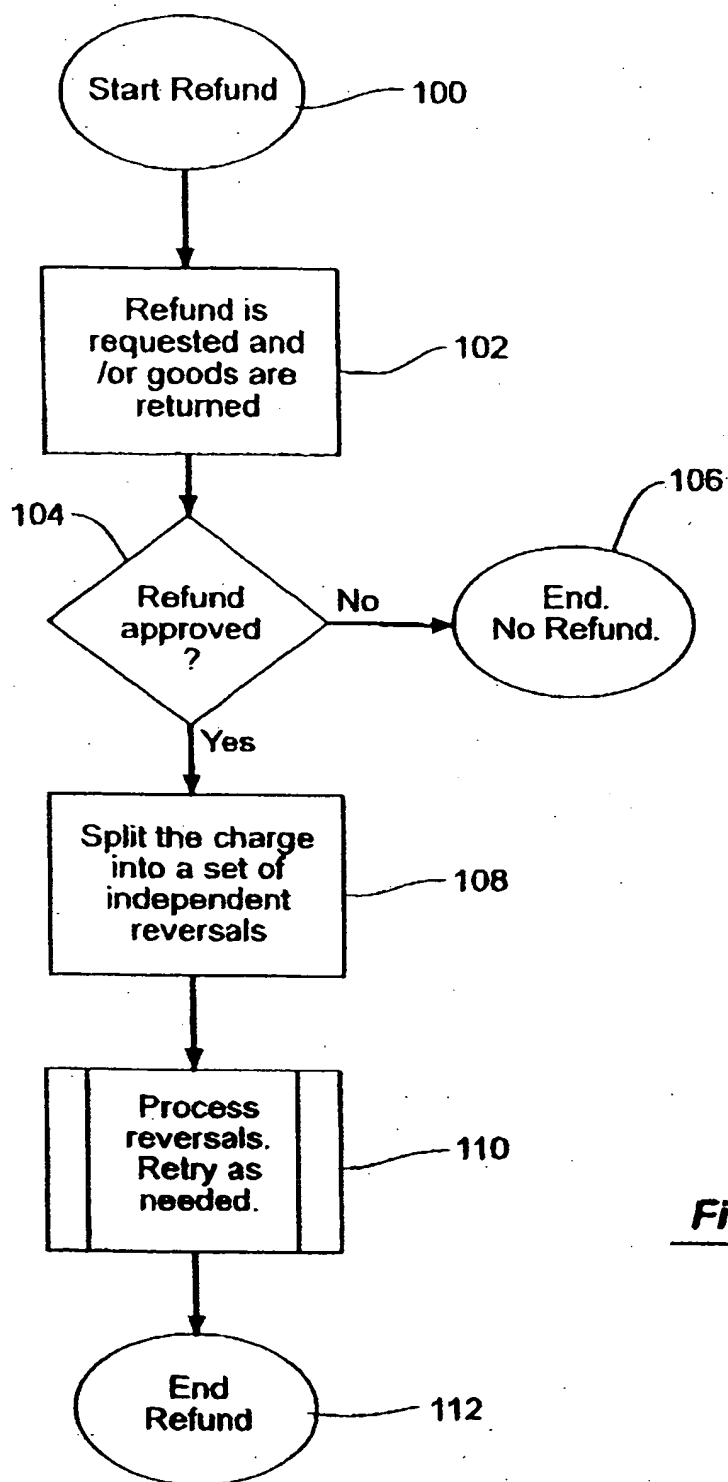 Start Refund
100
Refund is
requested and
/or goods are
returned
102
104
Refund
approved
?
No
106
End.
No Refund.
Yes
Split the charge
into a set of
independent
reversals
108
Process
reversals.
Retry as
needed.
110
End
Refund
112